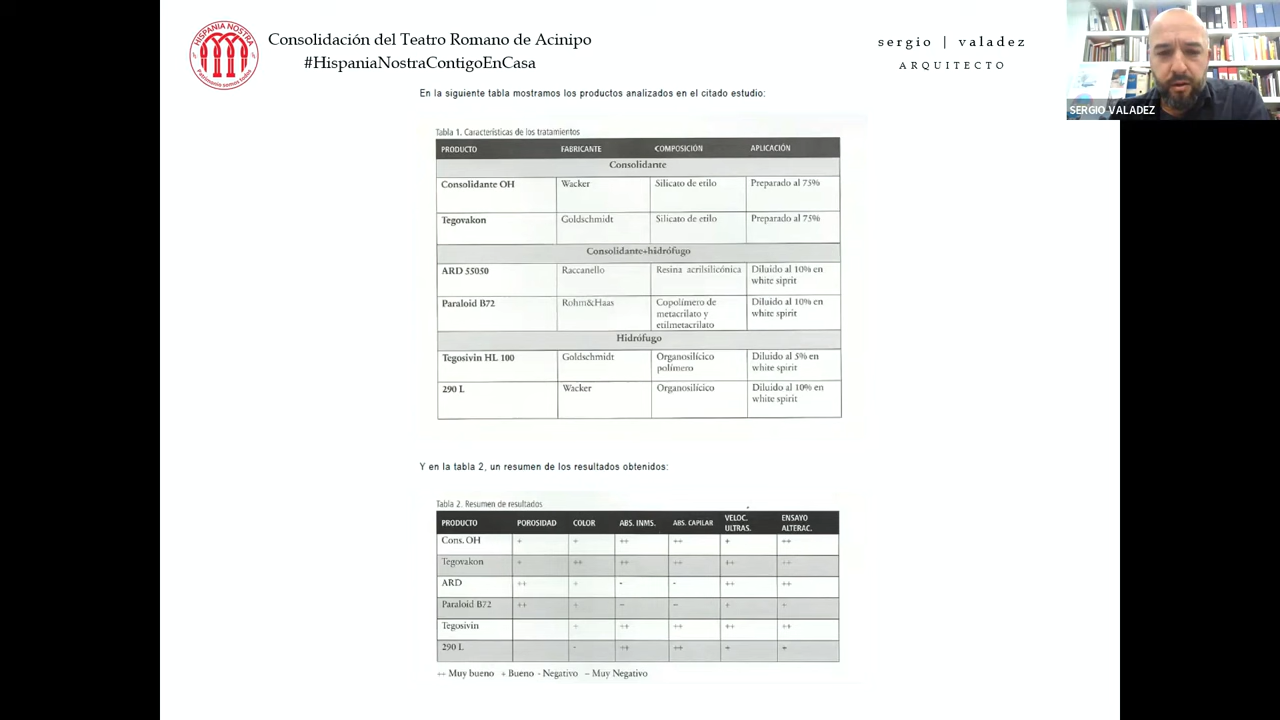 HISPANIA NOSTRA
Patrimonio somos todos
Consolidación del Teatro Romano de Acinipo
#HispaniaNostraContigoEnCasa
sergio | valadez
ARQUITECTO
SERGIO VALADEZ
En la siguiente tabla mostramos los productos analizados en el citado estudio:
Tabla 1. Características de los tratamientos
PRODUCTO FABRICANTE COMPOSICIÓN APLICACIÓN
Consolidante
Consolidante OH Wacker Silicato de etilo Preparado al 75%
Tegovakon Goldschmidt Silicato de etilo Preparado al 75%
Consolidante+hidrófugo
ARD 55050 Raccanello Resina acrilsilicónica Diluido al 10% en
white siprit
Paraloid B72 Rohm&Haas Copolímero de Diluido al 10% en
metacrilato y white spirit
etilmetacrilato
Hidrófugo
Tegosivin HL 100 Goldschmidt Organosilícico Diluido al 5% en
polímero white spirit
290 L Wacker Organosilícico Diluido al 10% en
white spirit
Y en la tabla 2, un resumen de los resultados obtenidos:
Tabla 2. Resumen de resultados
PRODUCTO POROSIDAD COLOR ABS. INMS. ABS. CAPILAR VELOC. ENSAYO
ULTRAS. ALTERAC.
Cons. OH + + ++ ++ + ++
Tegovakon + ++ ++ ++ ++ ++
ARD ++ + - - ++ ++
Paraloid B72 ++ + -- -- + +
Tegosivin + ++ ++ ++ ++
290 L - ++ ++ + +
++ Muy bueno + Bueno - Negativo -- Muy Negativo